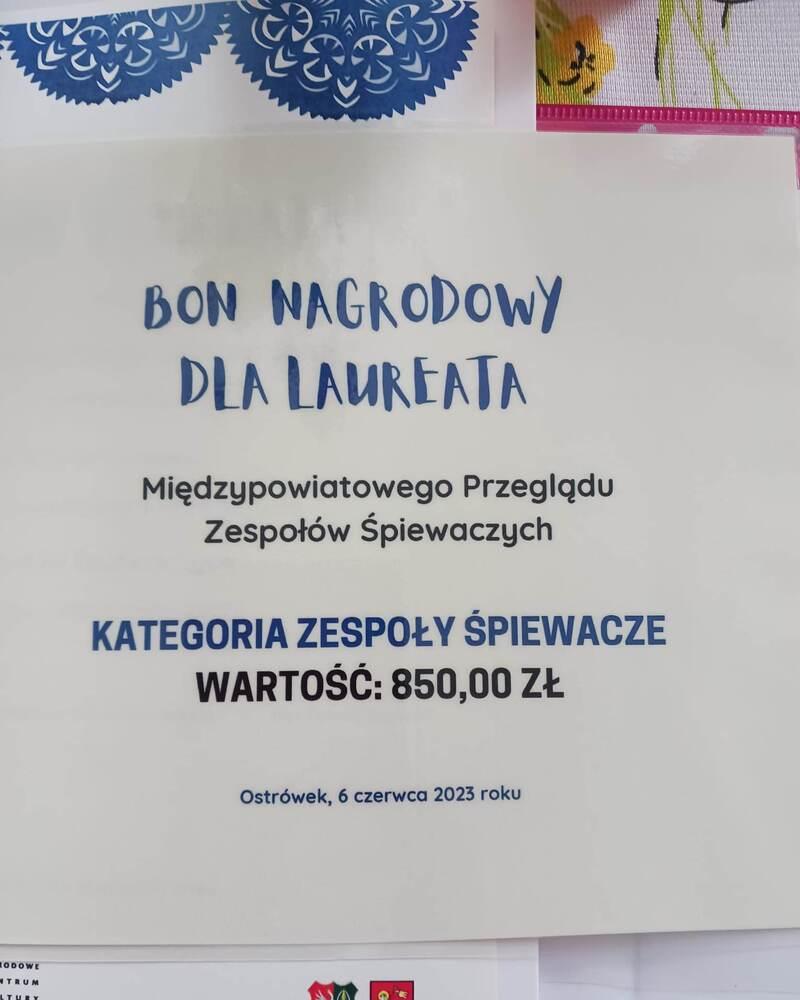 BON NAGRODOWY
DLA LAUREATA
Międzypowiatowego Przeglądu
Zespołów Śpiewaczych
KATEGORIA ZESPOŁY ŚPIEWACZE
WARTOŚĆ: 850,00 ZŁ
Ostrówek, 6 czerwca 2023 roku